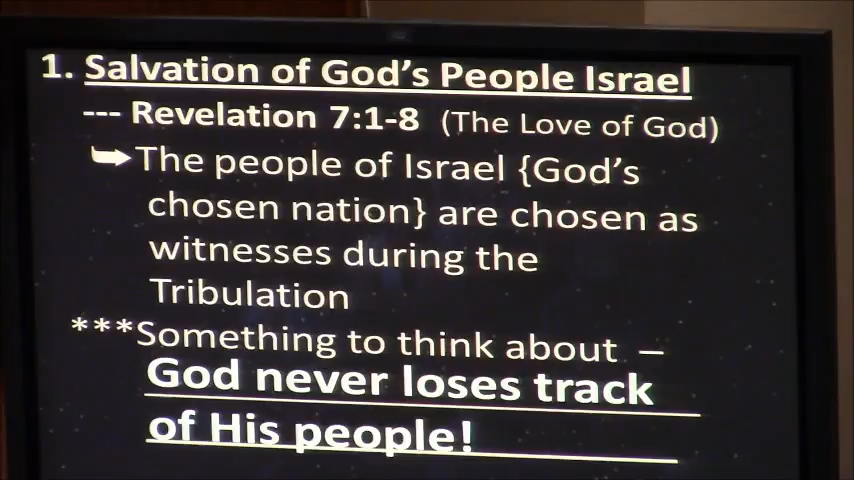 1. Salvation of God's People Israel
--- Revelation 7:1-8 (The Love of God)
➥The people of Israel {God's
chosen nation} are chosen as
witnesses during the
Tribulation
***Something to think about –
God never loses track
of His people!